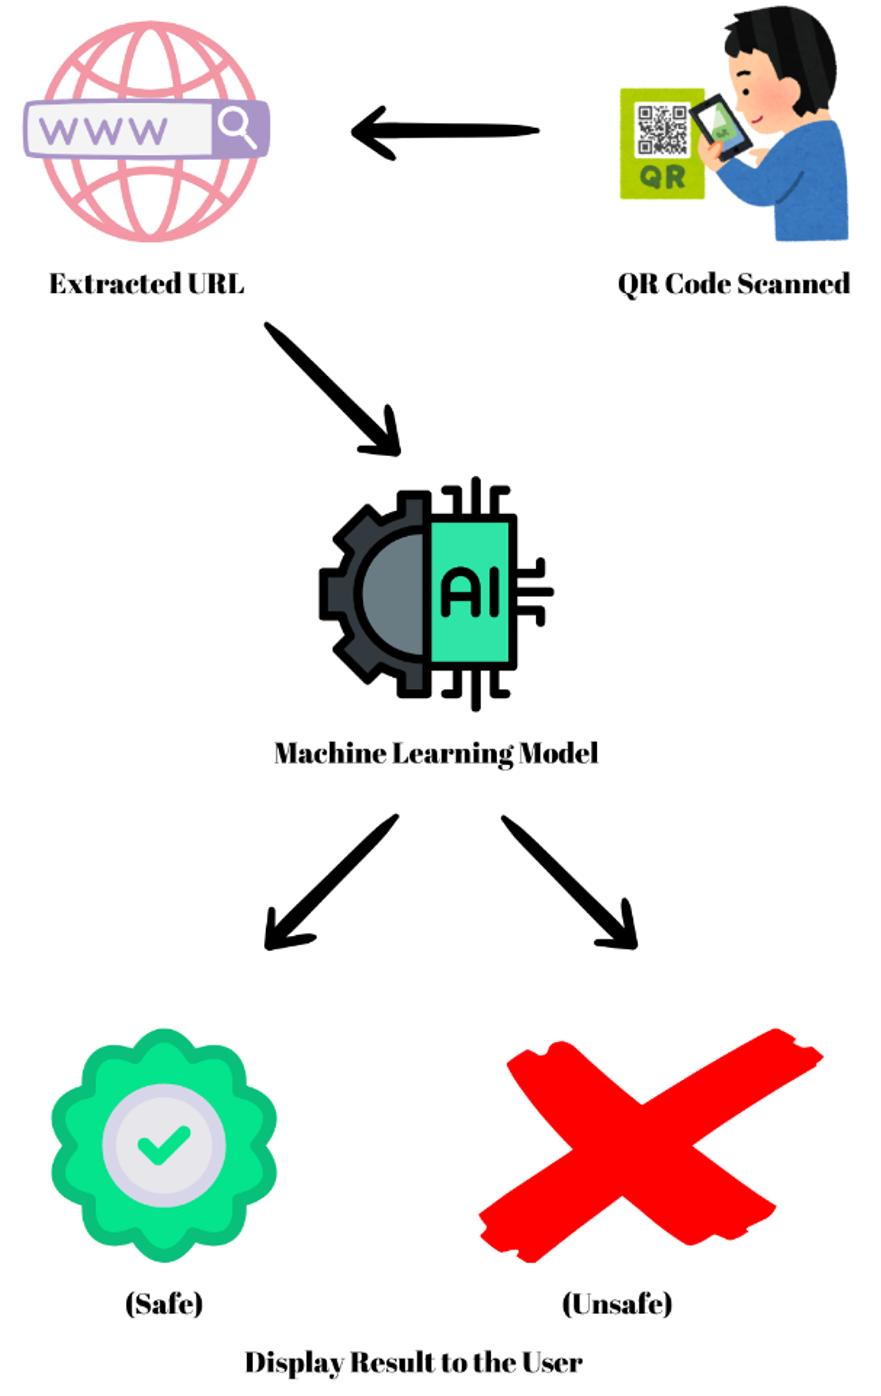 WWW
QR
Extracted URL
QR Code Scanned
AI
Machine Learning Model
(Safe)
(Unsafe)
Display Result to the User